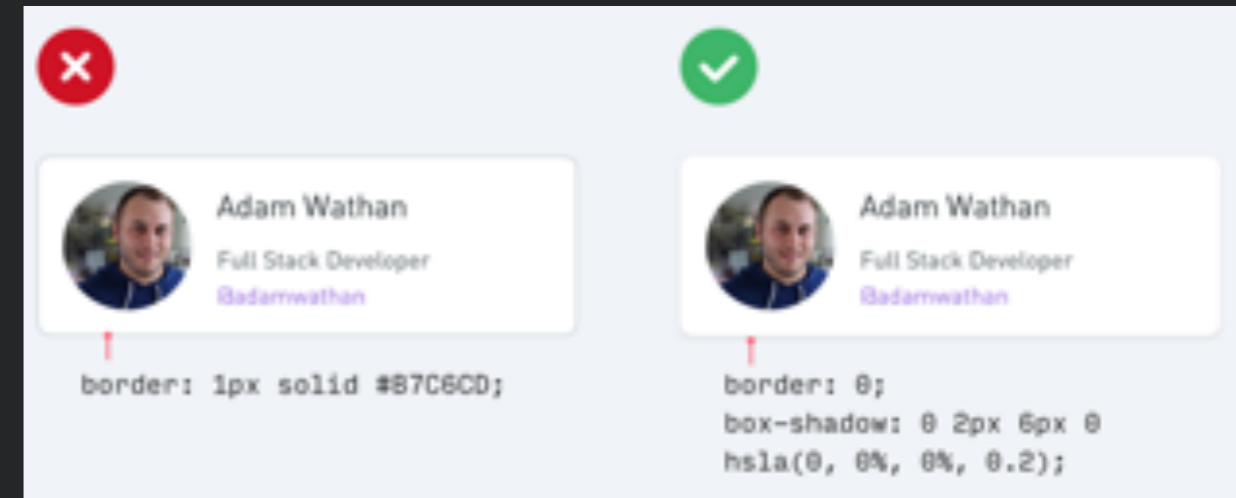 Adam Wathan
Full Stack Developer
@adamwathan
border: 1px solid #B7C6CD;
Adam Wathan
Full Stack Developer
@adamwathan
border: 0;
box-shadow: 0 2px 6px 0
hsla(0, 0%, 0%, 0.2);